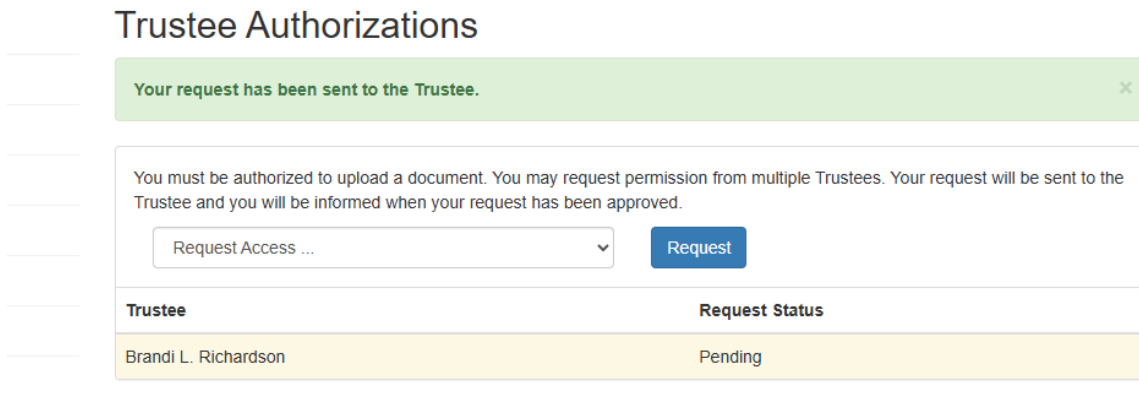 Trustee Authorizations
Your request has been sent to the Trustee. ×
You must be authorized to upload a document. You may request permission from multiple Trustees. Your request will be sent to the
Trustee and you will be informed when your request has been approved.
Request Access ... Request
Trustee Request Status
Brandi L. Richardson Pending